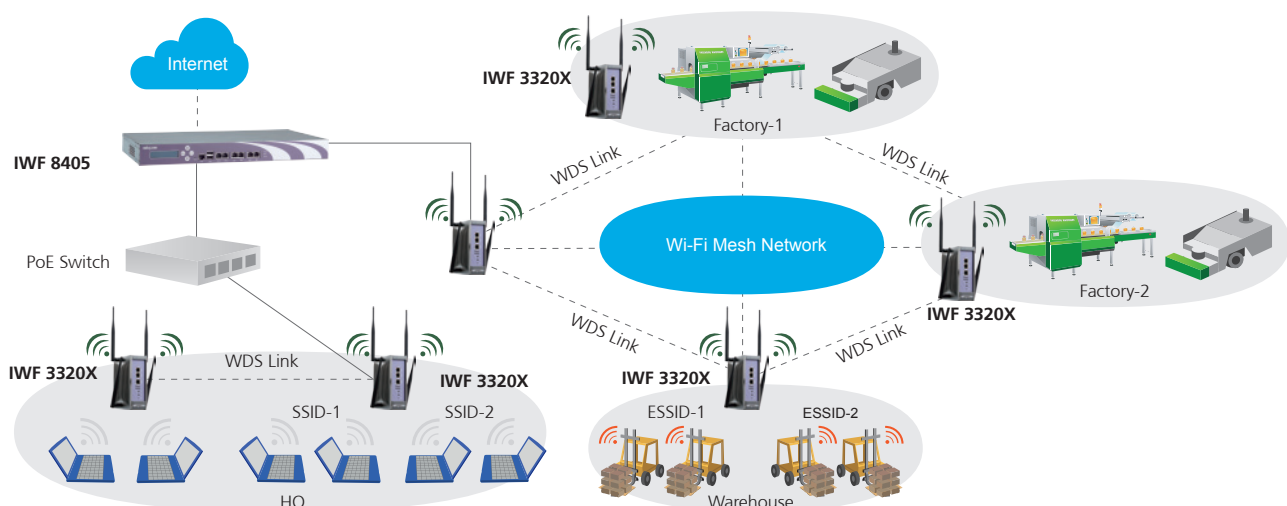 Internet
IWF 3320X
Factory-1
IWF 8405
WDS Link
WDS Link
Wi-Fi Mesh Network
PoE Switch
Factory-2
IWF 3320X
WDS Link
WDS Link
WDS Link
IWF 3320X
IWF 3320X
IWF 3320X
SSID-1
SSID-2
ESSID-1
ESSID-2
HQ
Warehouse